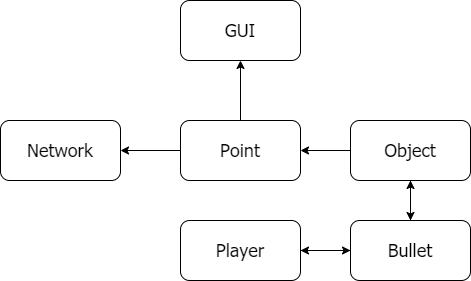 GUI
Network
Point
Object
Player
Bullet